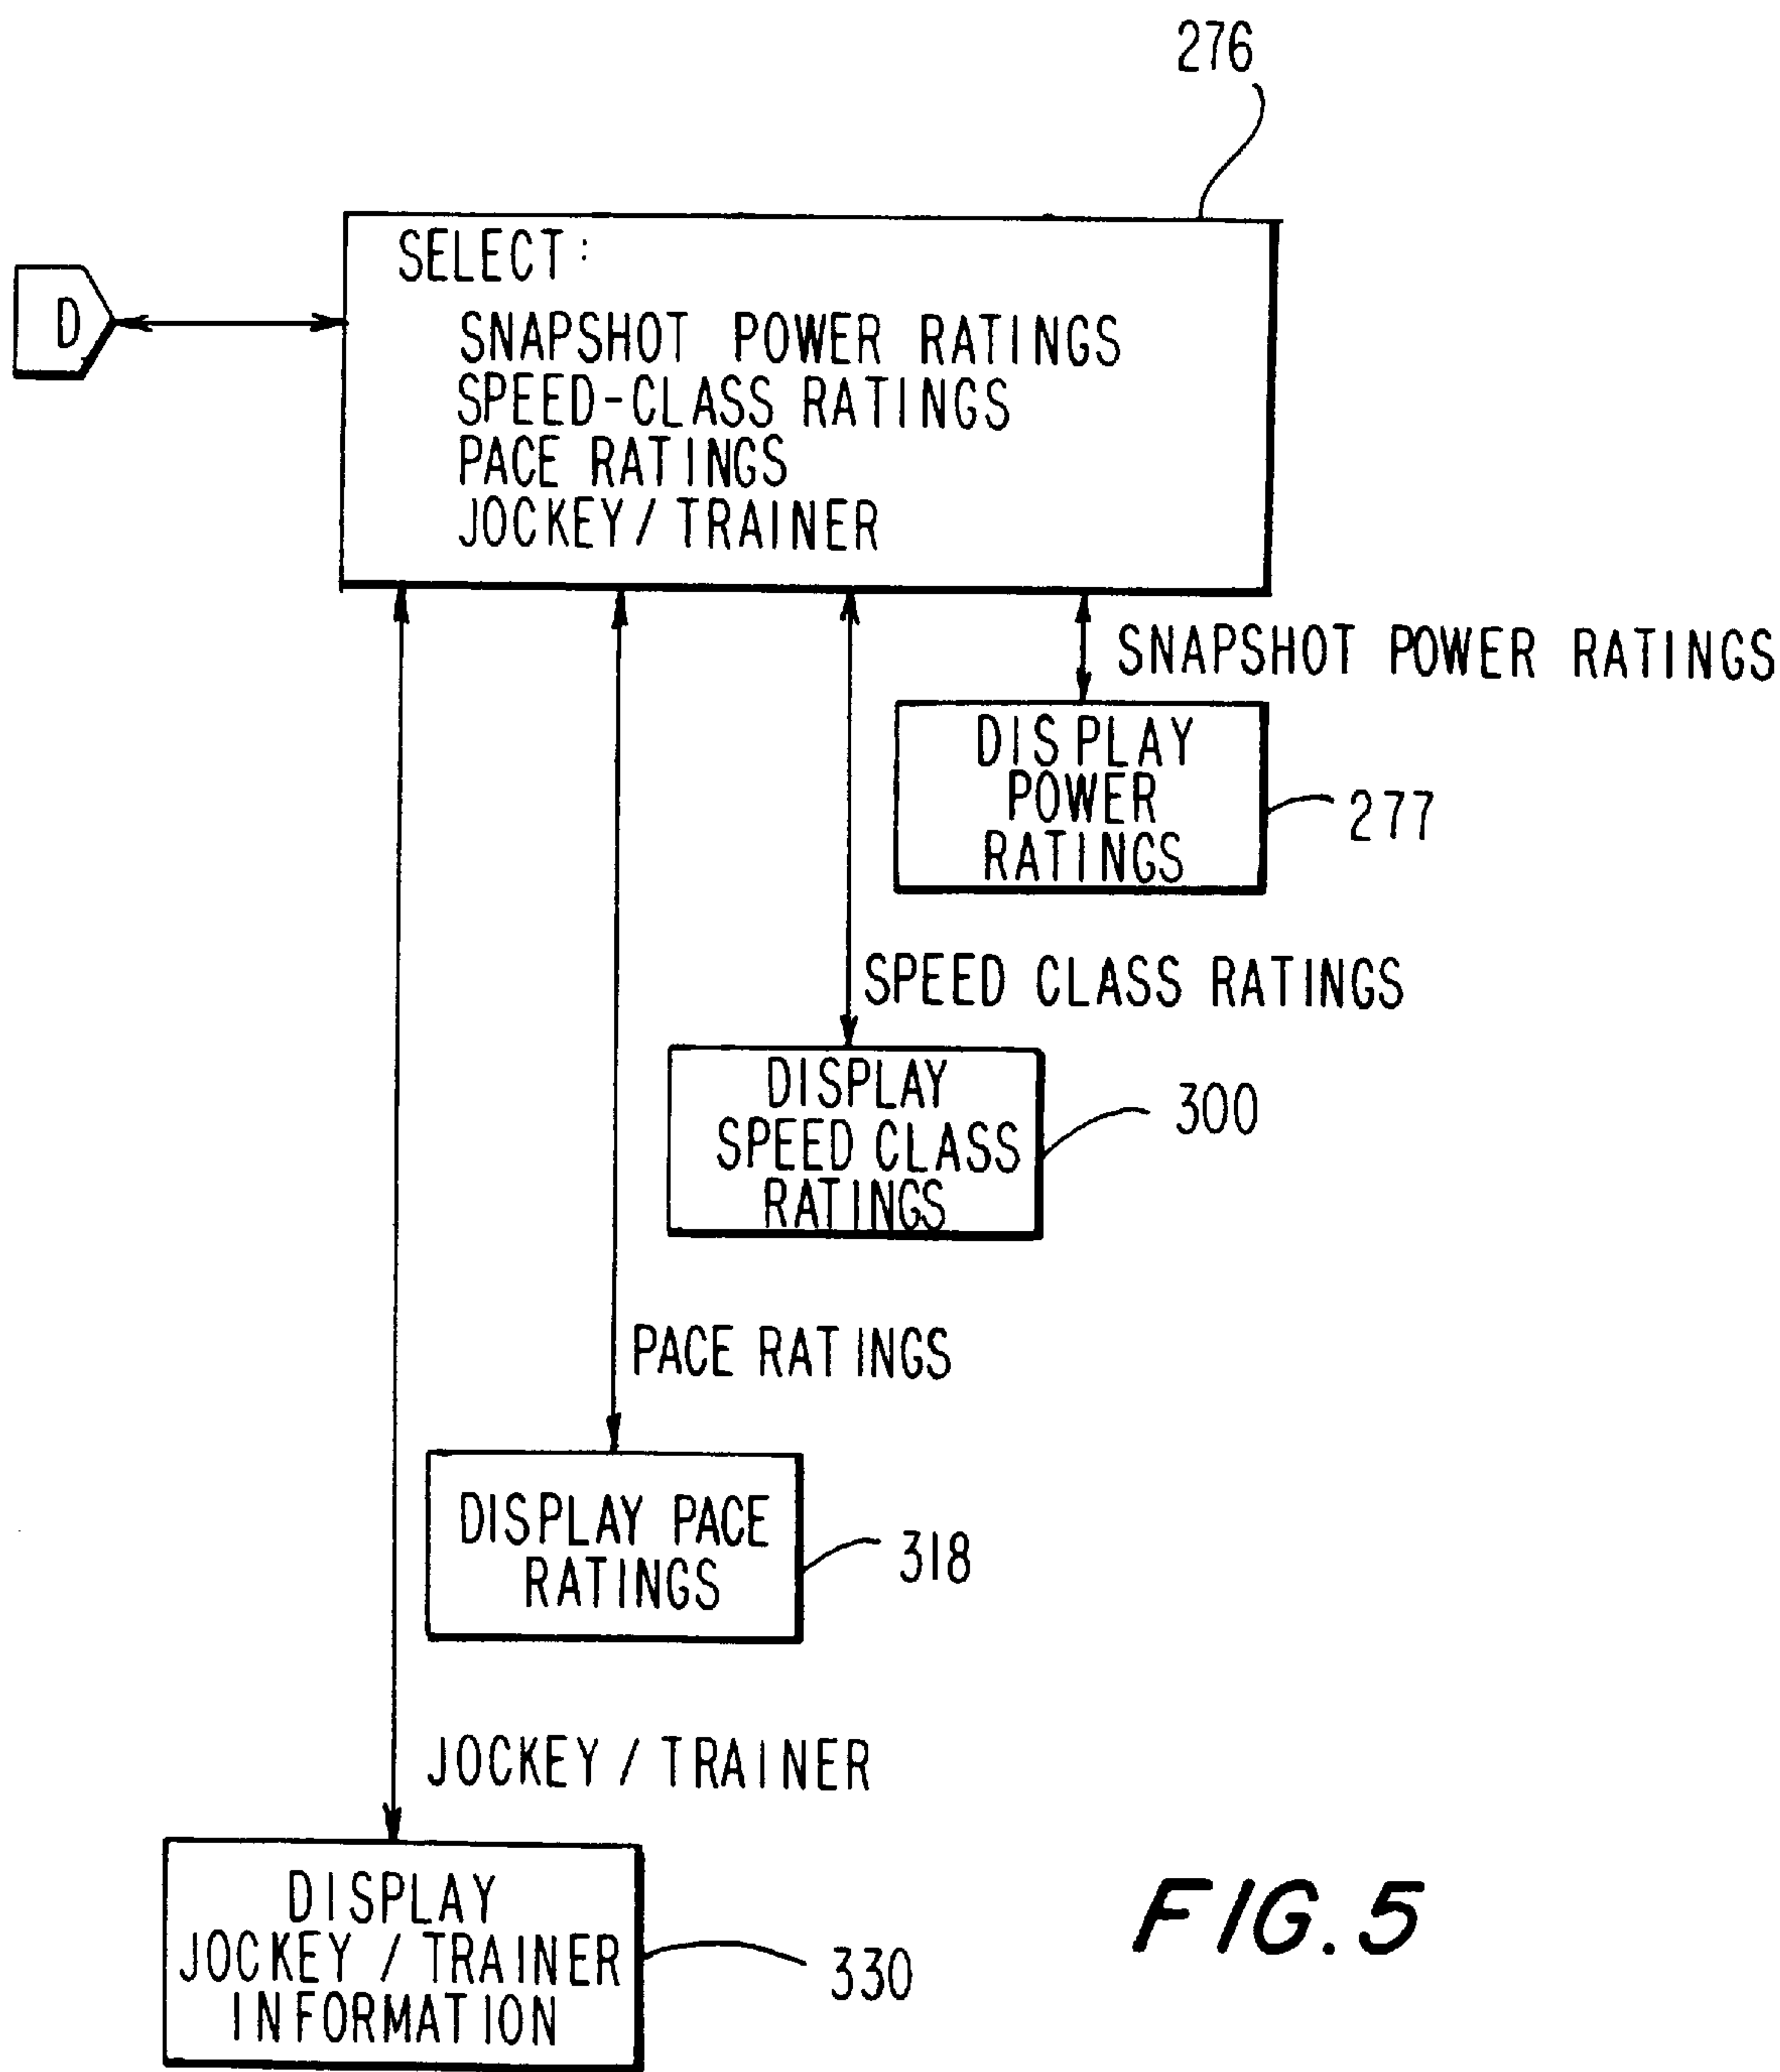 276
SELECT:
SNAPSHOT POWER RATINGS
SPEED-CLASS RATINGS
PACE RATINGS
JOCKEY/TRAINER
D
SNAPSHOT POWER RATINGS
DISPLAY
POWER
RATINGS
277
SPEED CLASS RATINGS
DISPLAY
SPEED CLASS
RATINGS
300
PACE RATINGS
DISPLAY PACE
RATINGS
318
JOCKEY / TRAINER
DISPLAY
JOCKEY / TRAINER
INFORMATION
330
FIG. 5